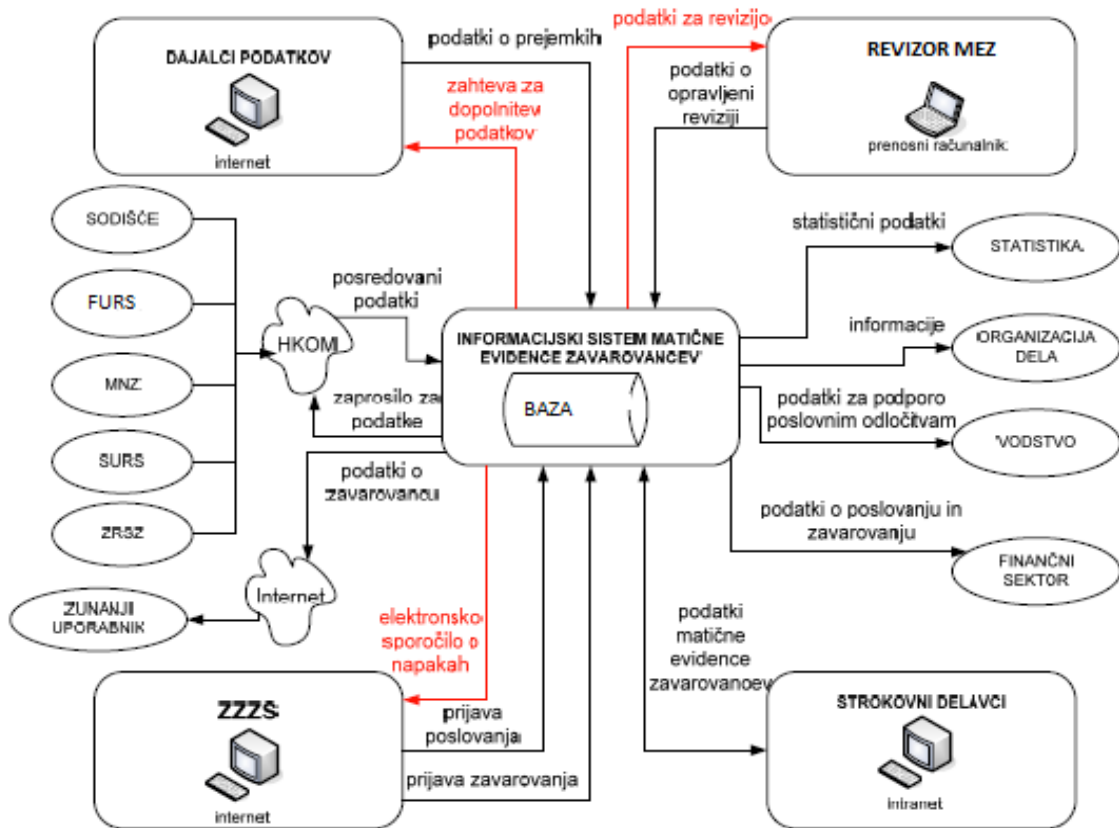 DAJALCI PODATKOV
internet
podatki o prejemkih
zahteva za
dopolnitev
podatkov
podatki za revizijo
podatki o
opravljeni
reviziji
REVIZOR MEZ
prenosni računalnik
SODIŠČE
FURS
MNZ
SURS
ZRSZ
HKOM
posredovani
podatki
zaprosilo za
podatke
INFORMACIJSKI SISTEM MATIČNE
EVIDENCE ZAVAROVANCEV
BAZA
statistični podatki
STATISTIKA
informacije
ORGANIZACIJA
DELA
podatki za podporo
poslovnim odločitvam
VODSTVO
podatki o poslovanju in
zavarovanju
FINANČNI
SEKTOR
podatki o
zavarovancu
Internet
ZUNANJI
UPORABNIK
elektronsko
sporočilo o
napakah
podatki
matične
evidence
zavarovancev
ZZZS
internet
prijava
poslovanja
prijava zavarovanja
STROKOVNI DELAVCI
Intranet